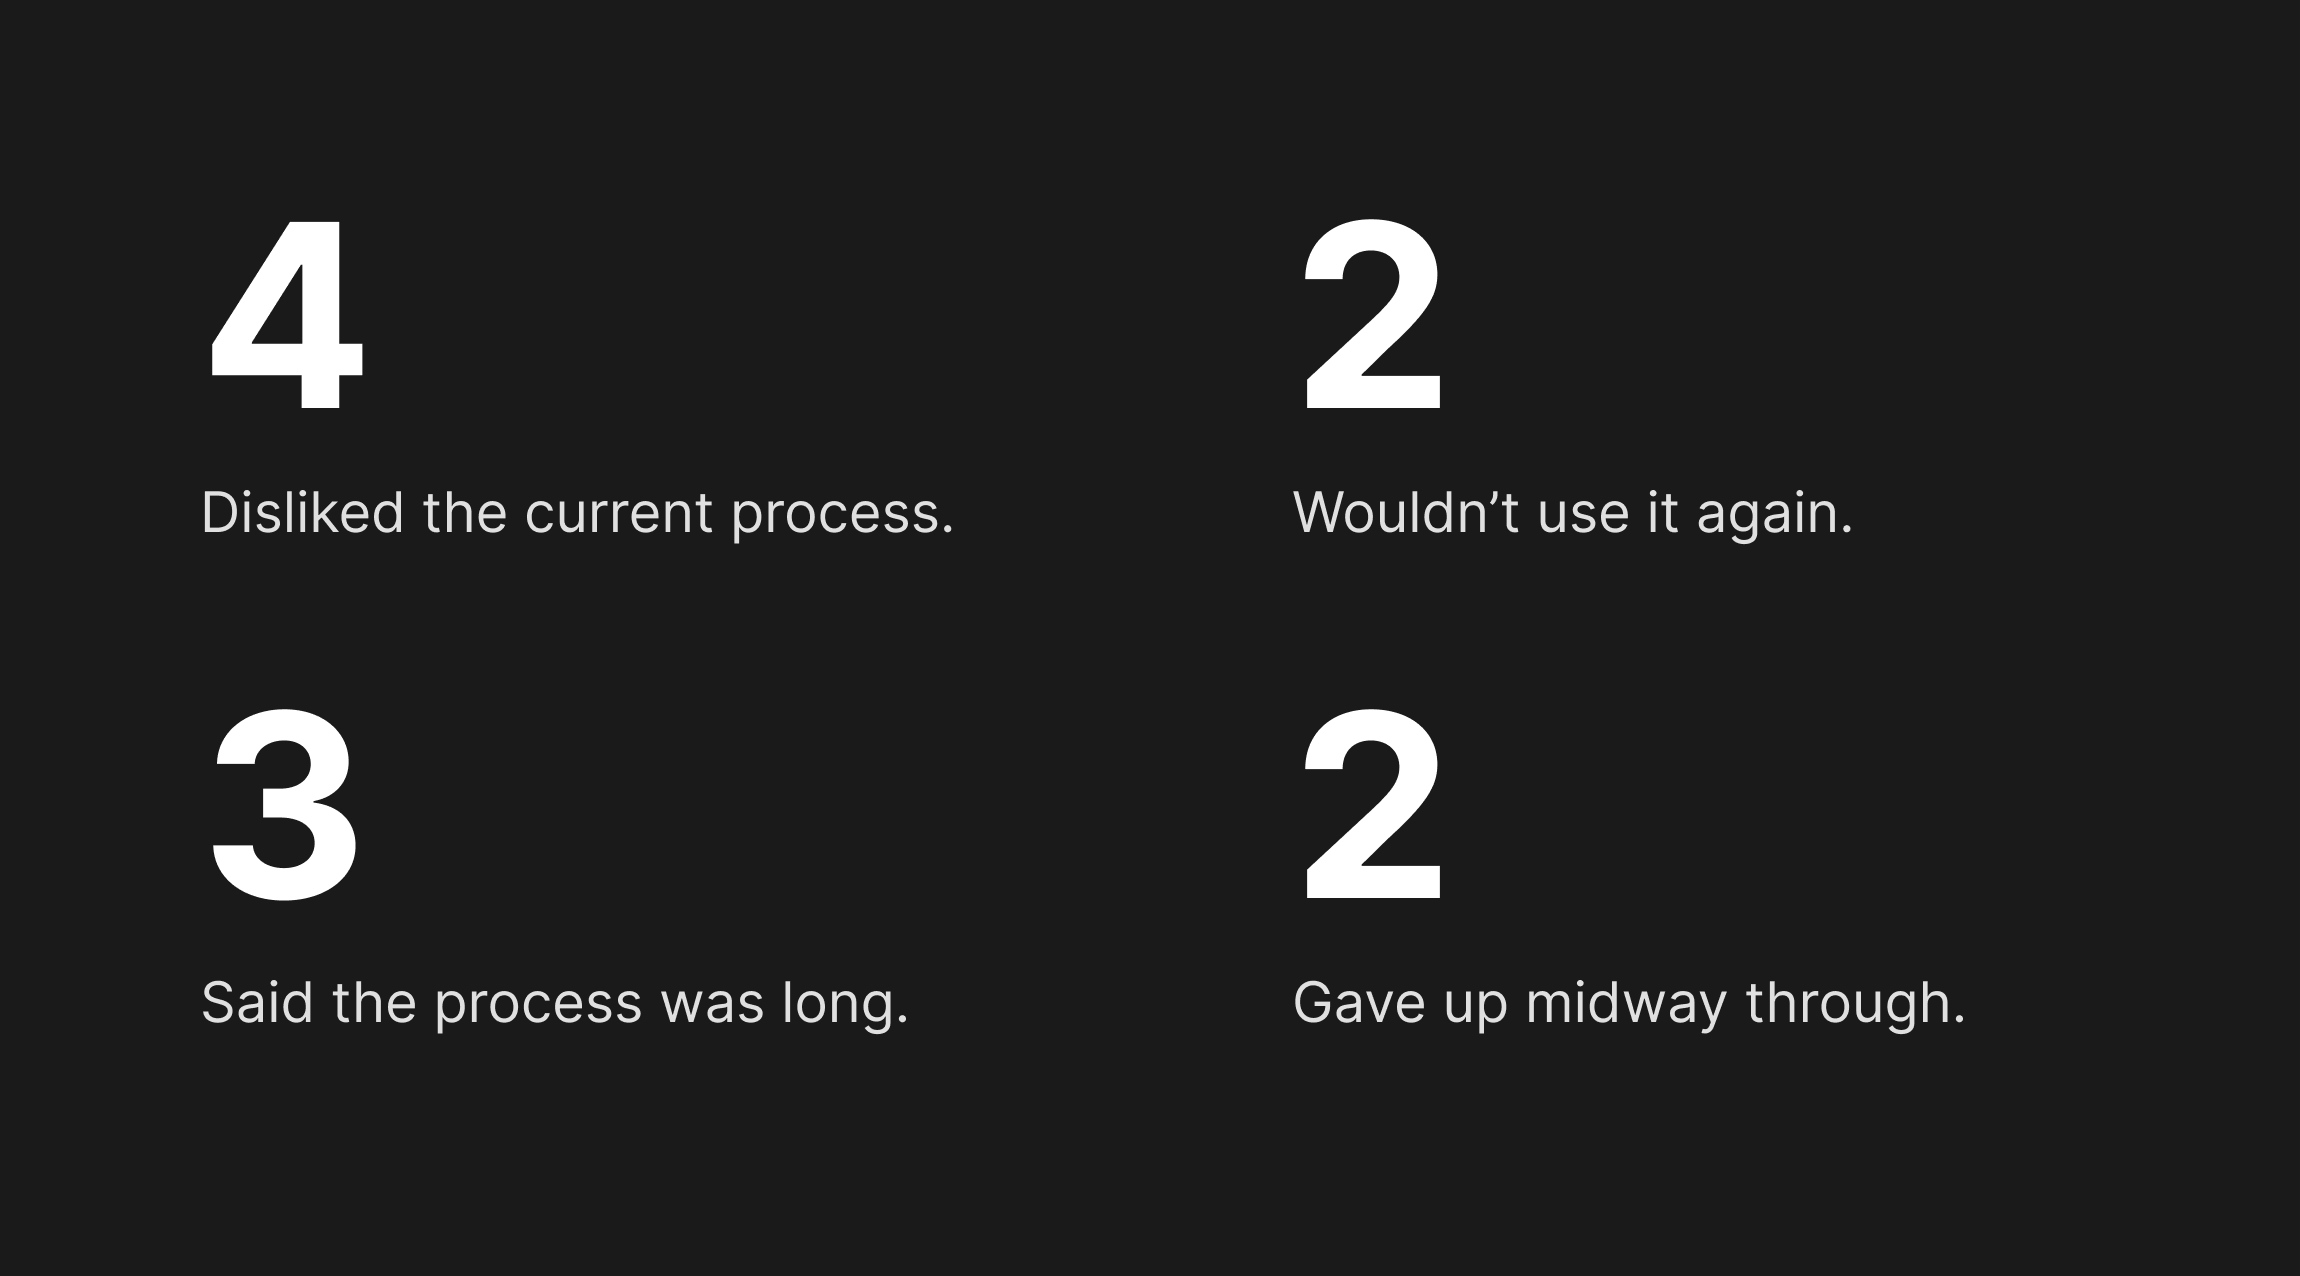 4
Disliked the current process.
2
Wouldn’t use it again.
3
Said the process was long.
2
Gave up midway through.